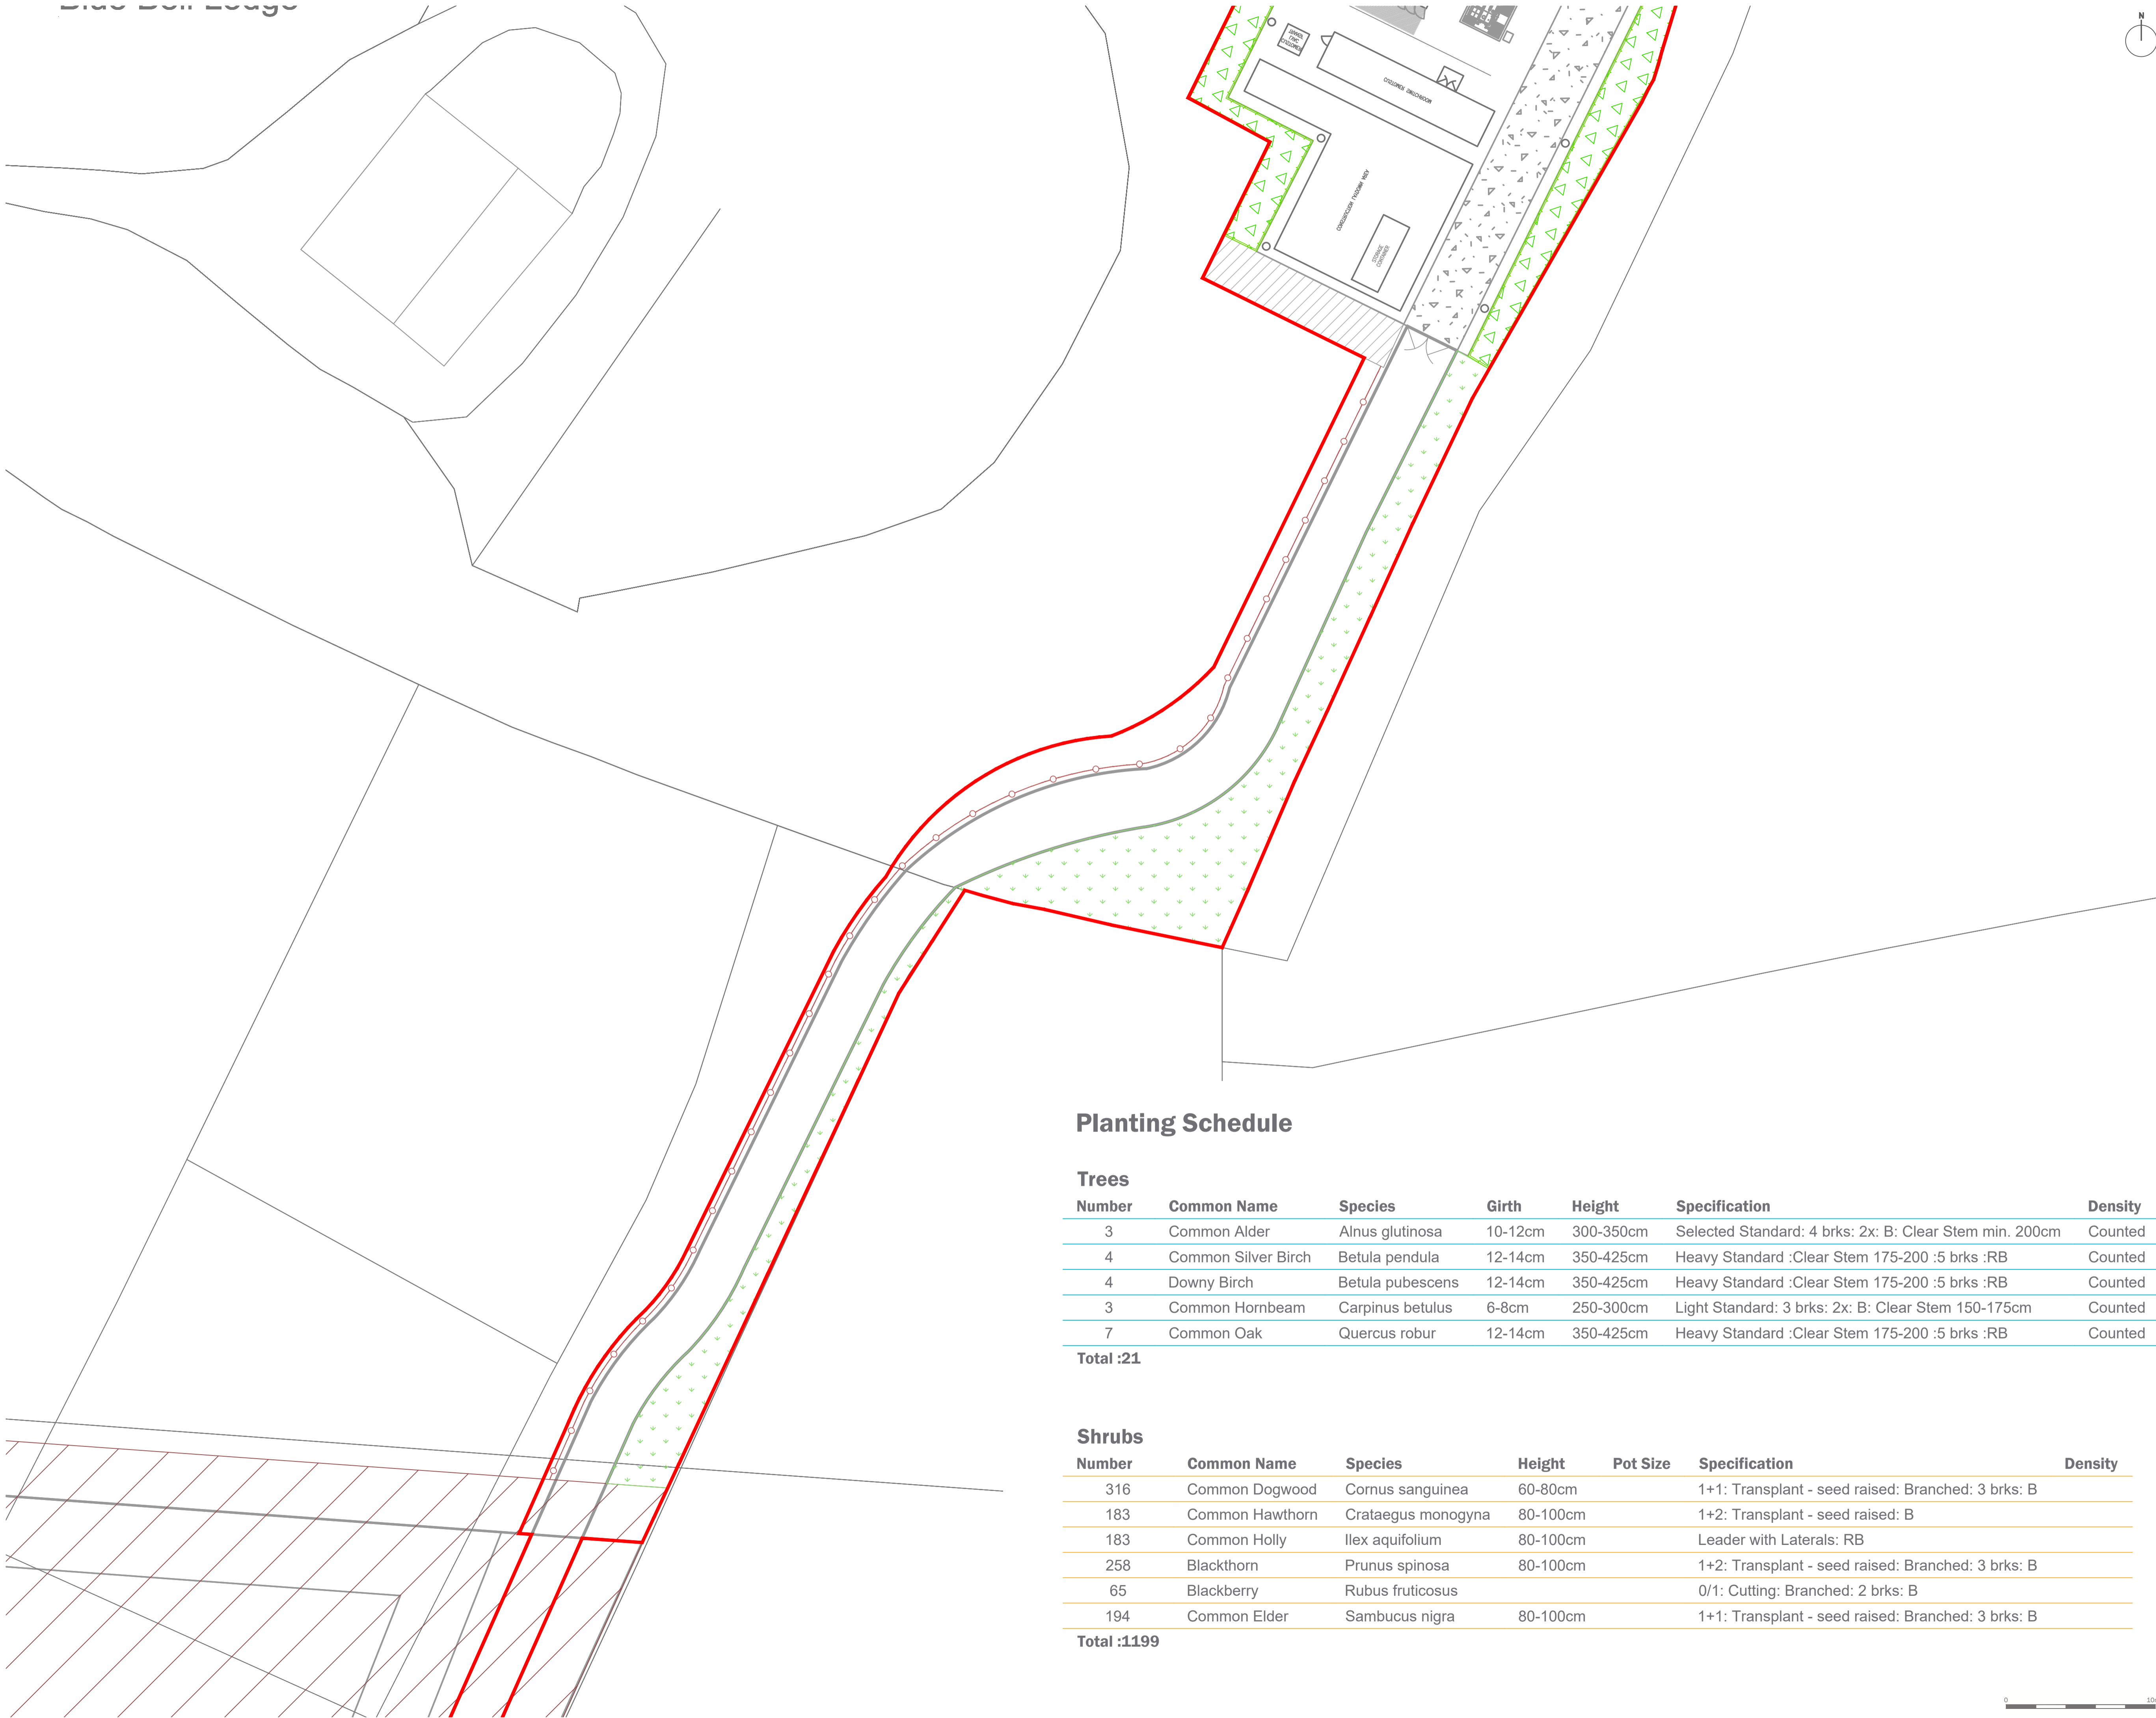 Blue Bell Lodge
N
CONSTRUCTION LAYDOWN AREA
STORAGE
CONTAINER
Planting Schedule
Trees
Number Common Name Species Girth Height Specification Density
3 Common Alder Alnus glutinosa 10-12cm 300-350cm Selected Standard: 4 brks: 2x: B: Clear Stem min. 200cm Counted
4 Common Silver Birch Betula pendula 12-14cm 350-425cm Heavy Standard :Clear Stem 175-200 :5 brks :RB Counted
4 Downy Birch Betula pubescens 12-14cm 350-425cm Heavy Standard :Clear Stem 175-200 :5 brks :RB Counted
3 Common Hornbeam Carpinus betulus 6-8cm 250-300cm Light Standard: 3 brks: 2x: B: Clear Stem 150-175cm Counted
7 Common Oak Quercus robur 12-14cm 350-425cm Heavy Standard :Clear Stem 175-200 :5 brks :RB Counted
Total :21
Shrubs
Number Common Name Species Height Pot Size Specification Density
316 Common Dogwood Cornus sanguinea 60-80cm 1+1: Transplant - seed raised: Branched: 3 brks: B
183 Common Hawthorn Crataegus monogyna 80-100cm 1+2: Transplant - seed raised: B
183 Common Holly Ilex aquifolium 80-100cm Leader with Laterals: RB
258 Blackthorn Prunus spinosa 80-100cm 1+2: Transplant - seed raised: Branched: 3 brks: B
65 Blackberry Rubus fruticosus 0/1: Cutting: Branched: 2 brks: B
194 Common Elder Sambucus nigra 80-100cm 1+1: Transplant - seed raised: Branched: 3 brks: B
Total :1199
0